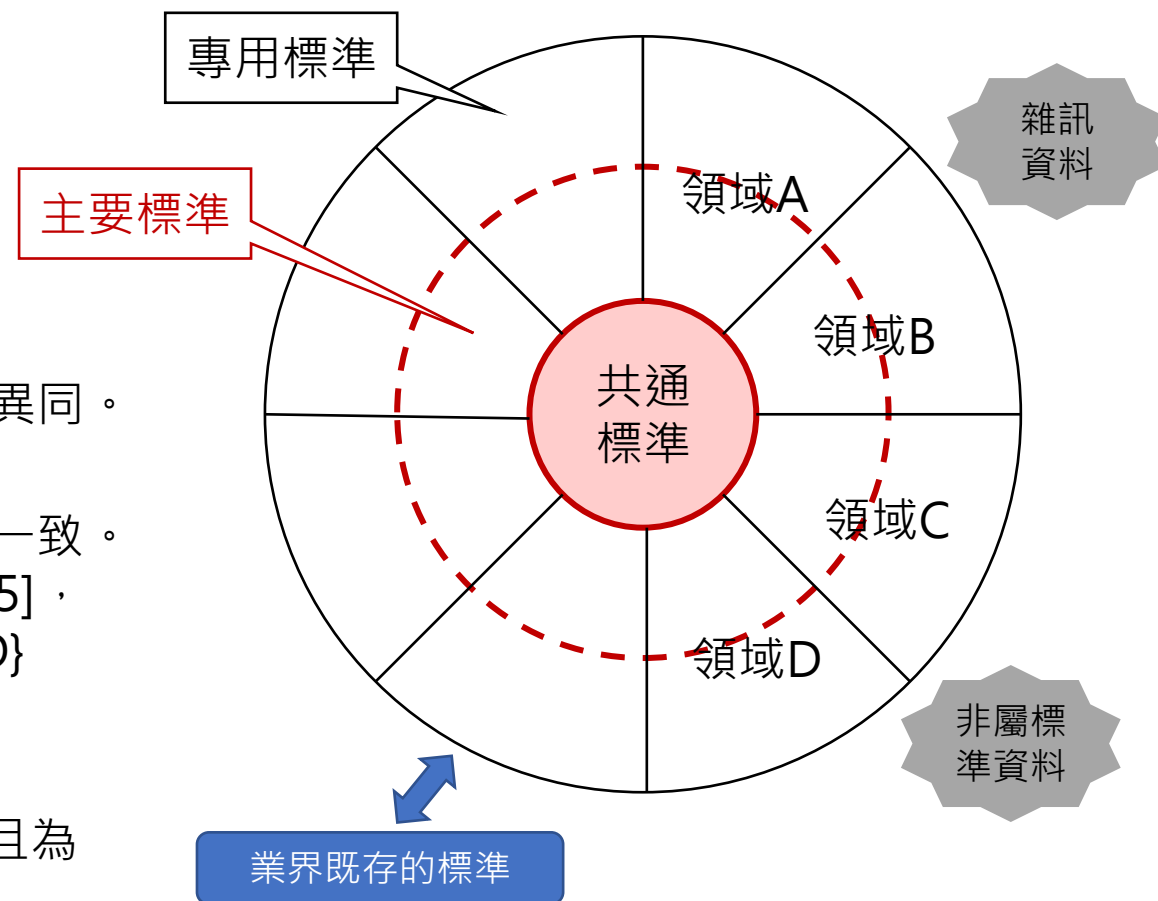 專用標準
雜訊
資料
領域A
主要標準
領域B
共通
標準
異同。
領域C
一致。
5],
D}
領域D
非屬標
準資料
且為
業界既存的標準